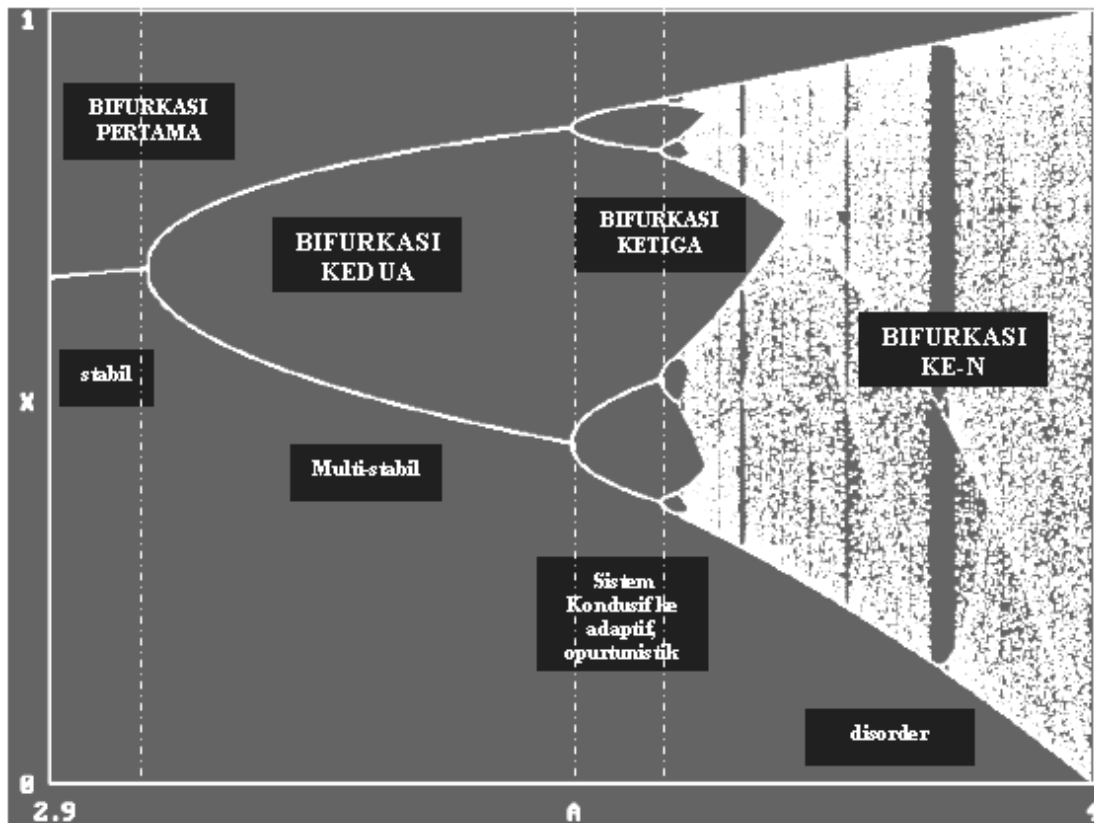 1
BIFURKASI
PERTAMA
BIFURKASI
KEDUA
BIFURKASI
KETIGA
BIFURKASI
KE-N
stabil
X
Multi-stabil
Sistem
Kondusif ke
adaptif,
opurtunistik
disorder
0
2.9
A
4